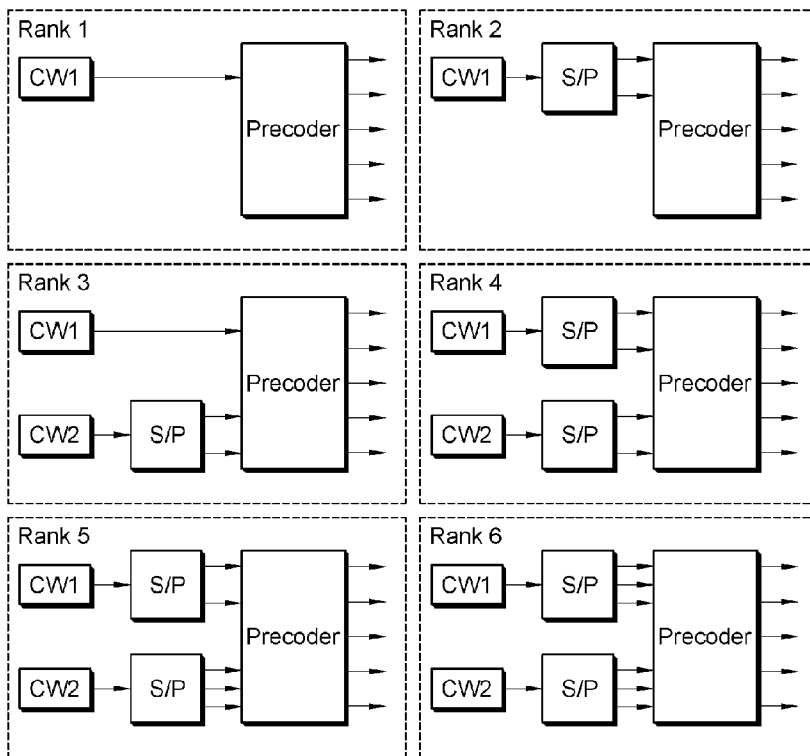 Rank 1
CW1
Precoder
Rank 2
CW1
S/P
Precoder
Rank 3
CW1
Precoder
CW2
S/P
Rank 4
CW1
S/P
Precoder
CW2
S/P
Rank 5
CW1
S/P
Precoder
CW2
S/P
Rank 6
CW1
S/P
Precoder
CW2
S/P